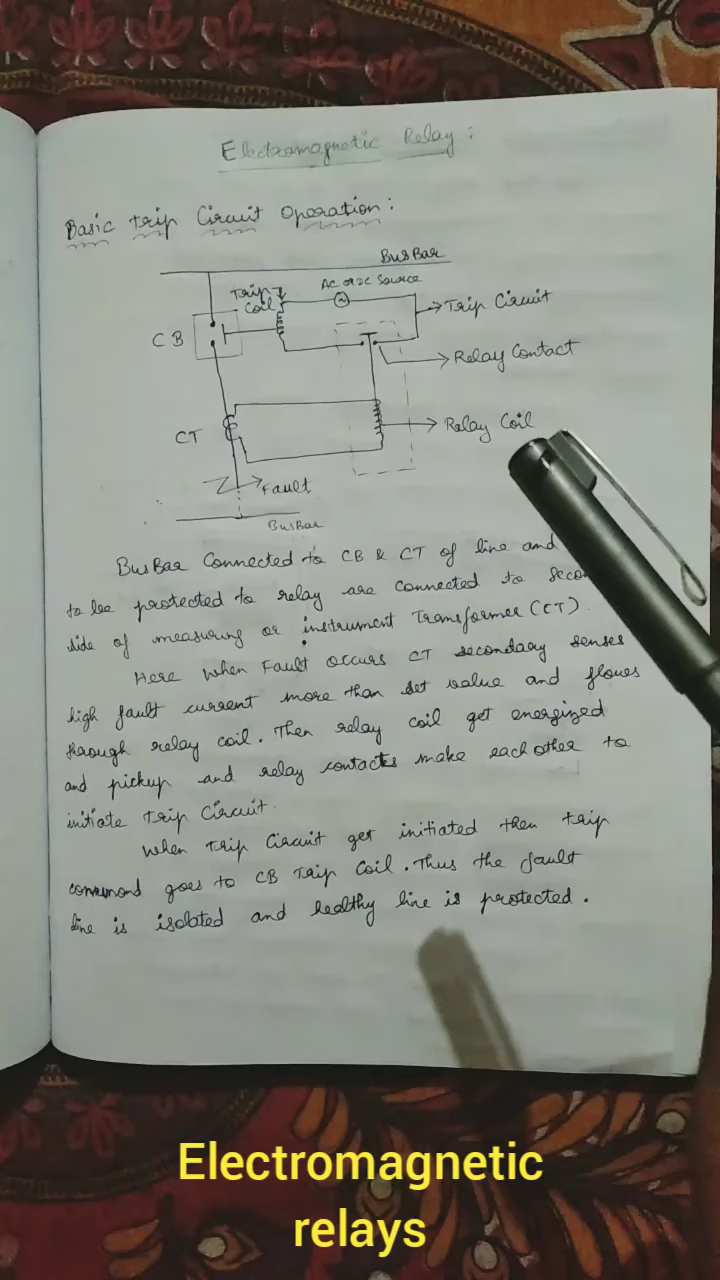 Electromagnetic Relay :
Basic Trip Circuit Operation :
BusBar
AC or DC Source
Trip
Coil
Trip Circuit
CB
Relay Contact
CT
Relay Coil
Fault
BusBar
BusBar Connected to CB & CT of line and
to be protected to relay are connected to
side of measuring or instrument Transformer (CT)
Here when Fault occurs CT secondary senses
high fault current more than set value and flows
through relay coil. Then relay coil get energized
and pickup and relay contacts make each other to
initiate Trip Circuit.
When Trip Circuit get initiated then trip
command goes to CB Trip Coil. Thus the fault
line is isolated and healthy line is protected.
Electromagnetic
relays